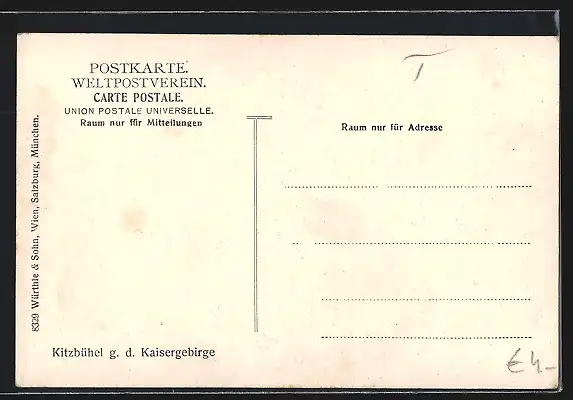 POSTKARTE.
WELTPOSTVEREIN.
CARTE POSTALE.
UNION POSTALE UNIVERSELLE.
Raum nur für Mitteilungen
T
Raum nur für Adresse
8329 Würthle & Sohn, Wien, Salzburg, München.
Kitzbühel g. d. Kaisergebirge
€ 4.-